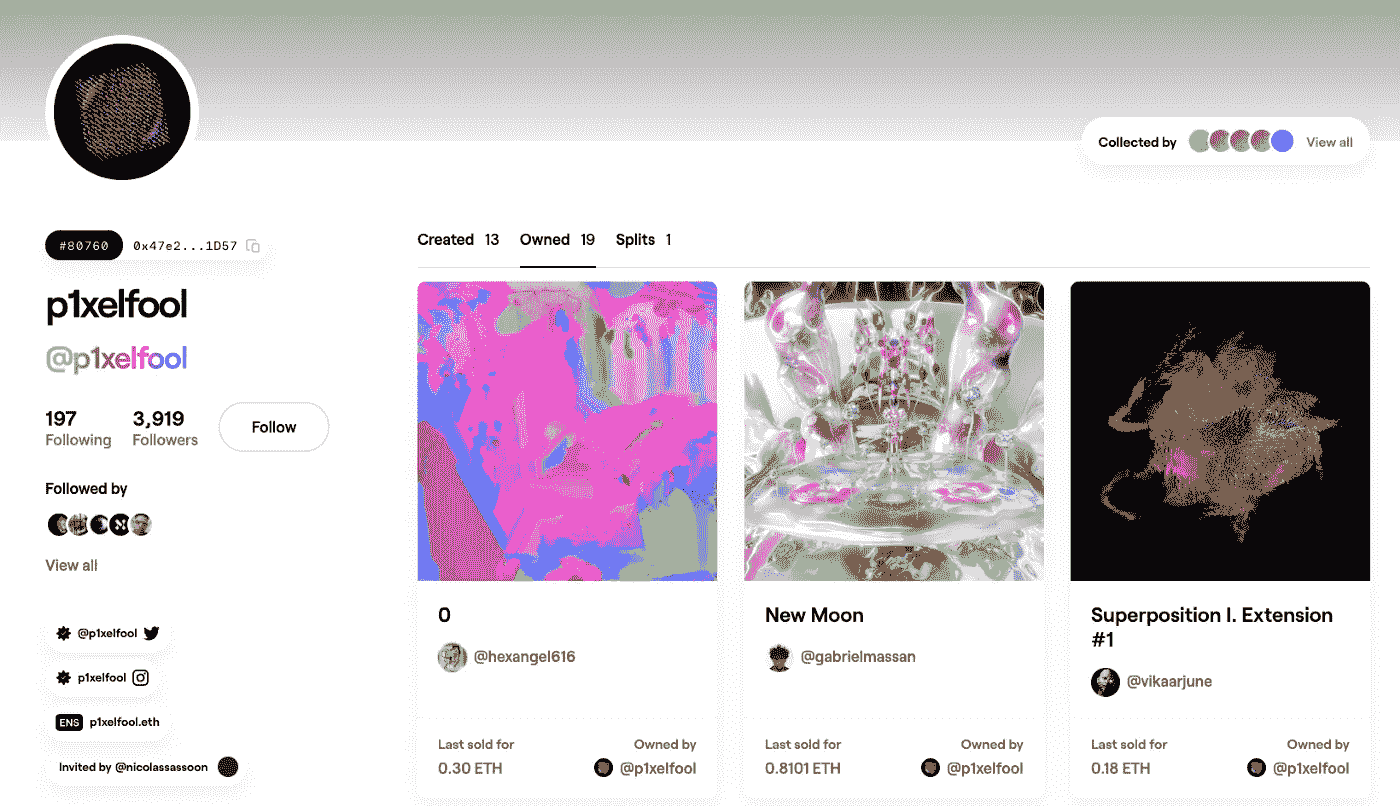 Collected by View all
#80760 0x47e2...1D57
p1xelfool
@p1xelfool
197 Following
3,919 Followers
Follow
Followed by
View all
@p1xelfool
p1xelfool
ENS p1xelfool.eth
Invited by @nicolassassoon
Created 13 Owned 19 Splits 1
0
@hexangel616
Last sold for
0.30 ETH
Owned by
@p1xelfool
New Moon
@gabrielmassan
Last sold for
0.8101 ETH
Owned by
@p1xelfool
Superposition I. Extension
#1
@vikaarjune
Last sold for
0.18 ETH
Owned by
@p1xelfool